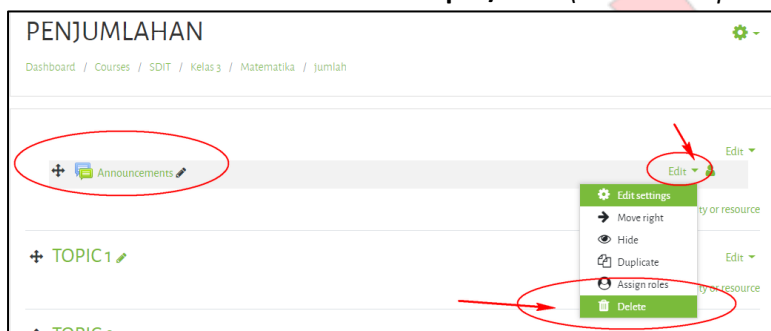 PENJUMLAHAN
Dashboard / Courses / SDIT / Kelas 3 / Matematika / jumlah
Edit
Announcements
Edit
Edit settings
ty or resource
Move right
Hide
TOPIC 1
Duplicate
Edit
Assign roles
ty or resource
Delete